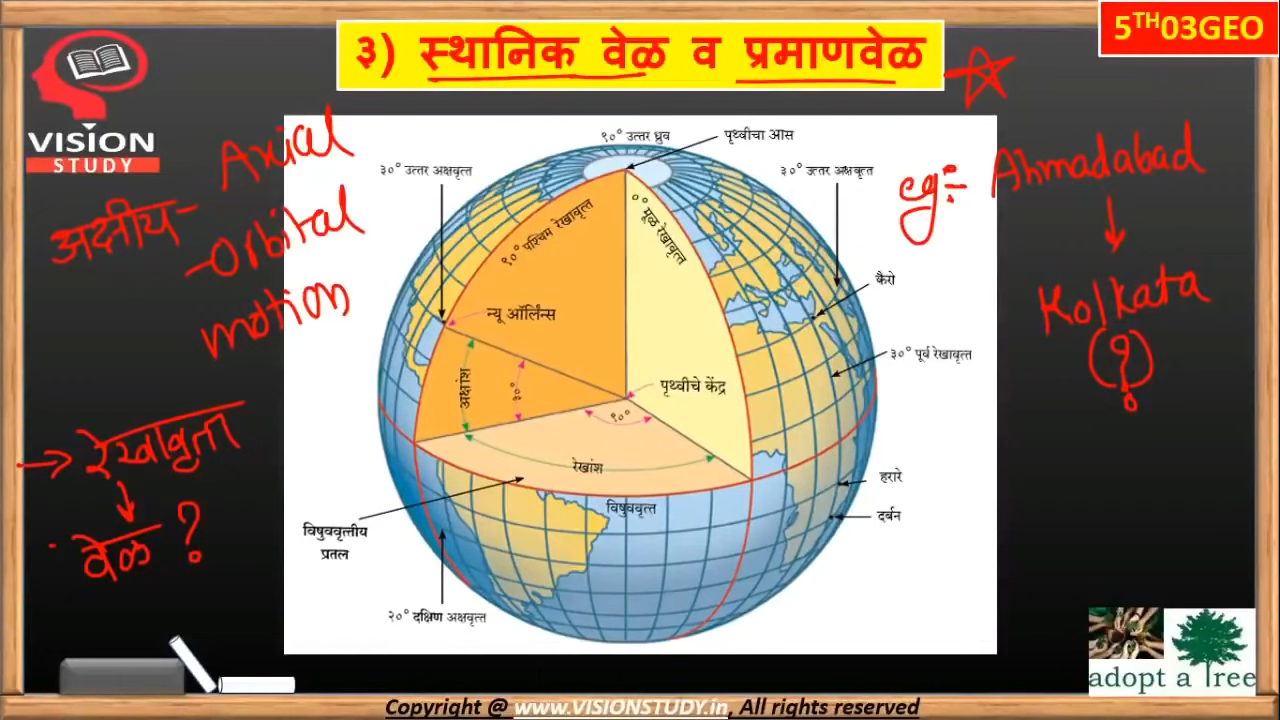 ३) स्थानिक वेळ व प्रमाणवेळ
5TH03GEO
VISION
STUDY
Axial
अक्षीय -
-Orbital
motion
→ रेखावृत्त
वेळ ?
eg:- Ahmadabad
Kolkata
(?)
९०° उत्तर ध्रुव
पृथ्वीचा आस
३०° उत्तर अक्षवृत्त
३०° उत्तर अक्षवृत्त
९०° पश्चिम रेखावृत्त
०° मूळ रेखावृत्त
कैरो
न्यू ऑर्लिन्स
३०° पूर्व रेखावृत्त
अक्षांश
३०°
पृथ्वीचे केंद्र
९०°
रेखांश
हरारे
विषुववृत्त
दर्बन
विषुववृत्तीय
प्रतल
२०° दक्षिण अक्षवृत्त
adopt a Tree
Copyright @ www.VISIONSTUDY.in, All rights reserved